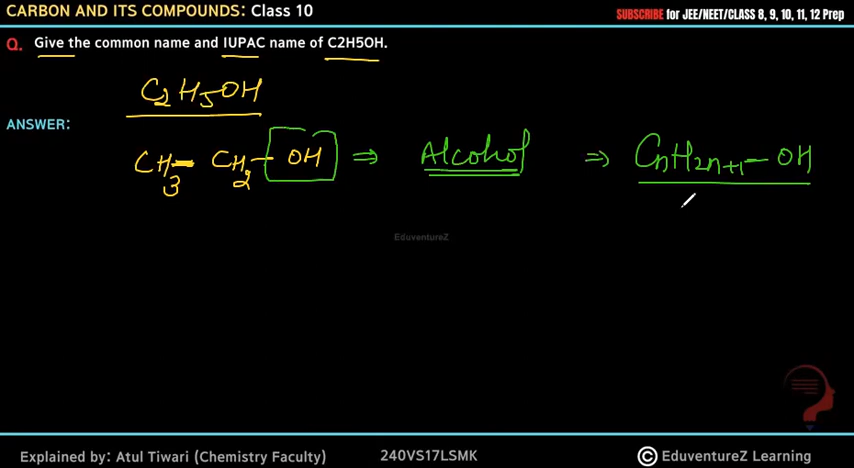 CARBON AND ITS COMPOUNDS: Class 10
SUBSCRIBE for JEE/NEET/CLASS 8, 9, 10, 11, 12 Prep
Q. Give the common name and IUPAC name of C2H5OH.
C2H5OH
ANSWER:
CH3 - CH2 - OH ⇒ Alcohol ⇒ CnH2n+1 - OH
EduventureZ
Explained by: Atul Tiwari (Chemistry Faculty) 240VS17LSMK © EduventureZ Learning